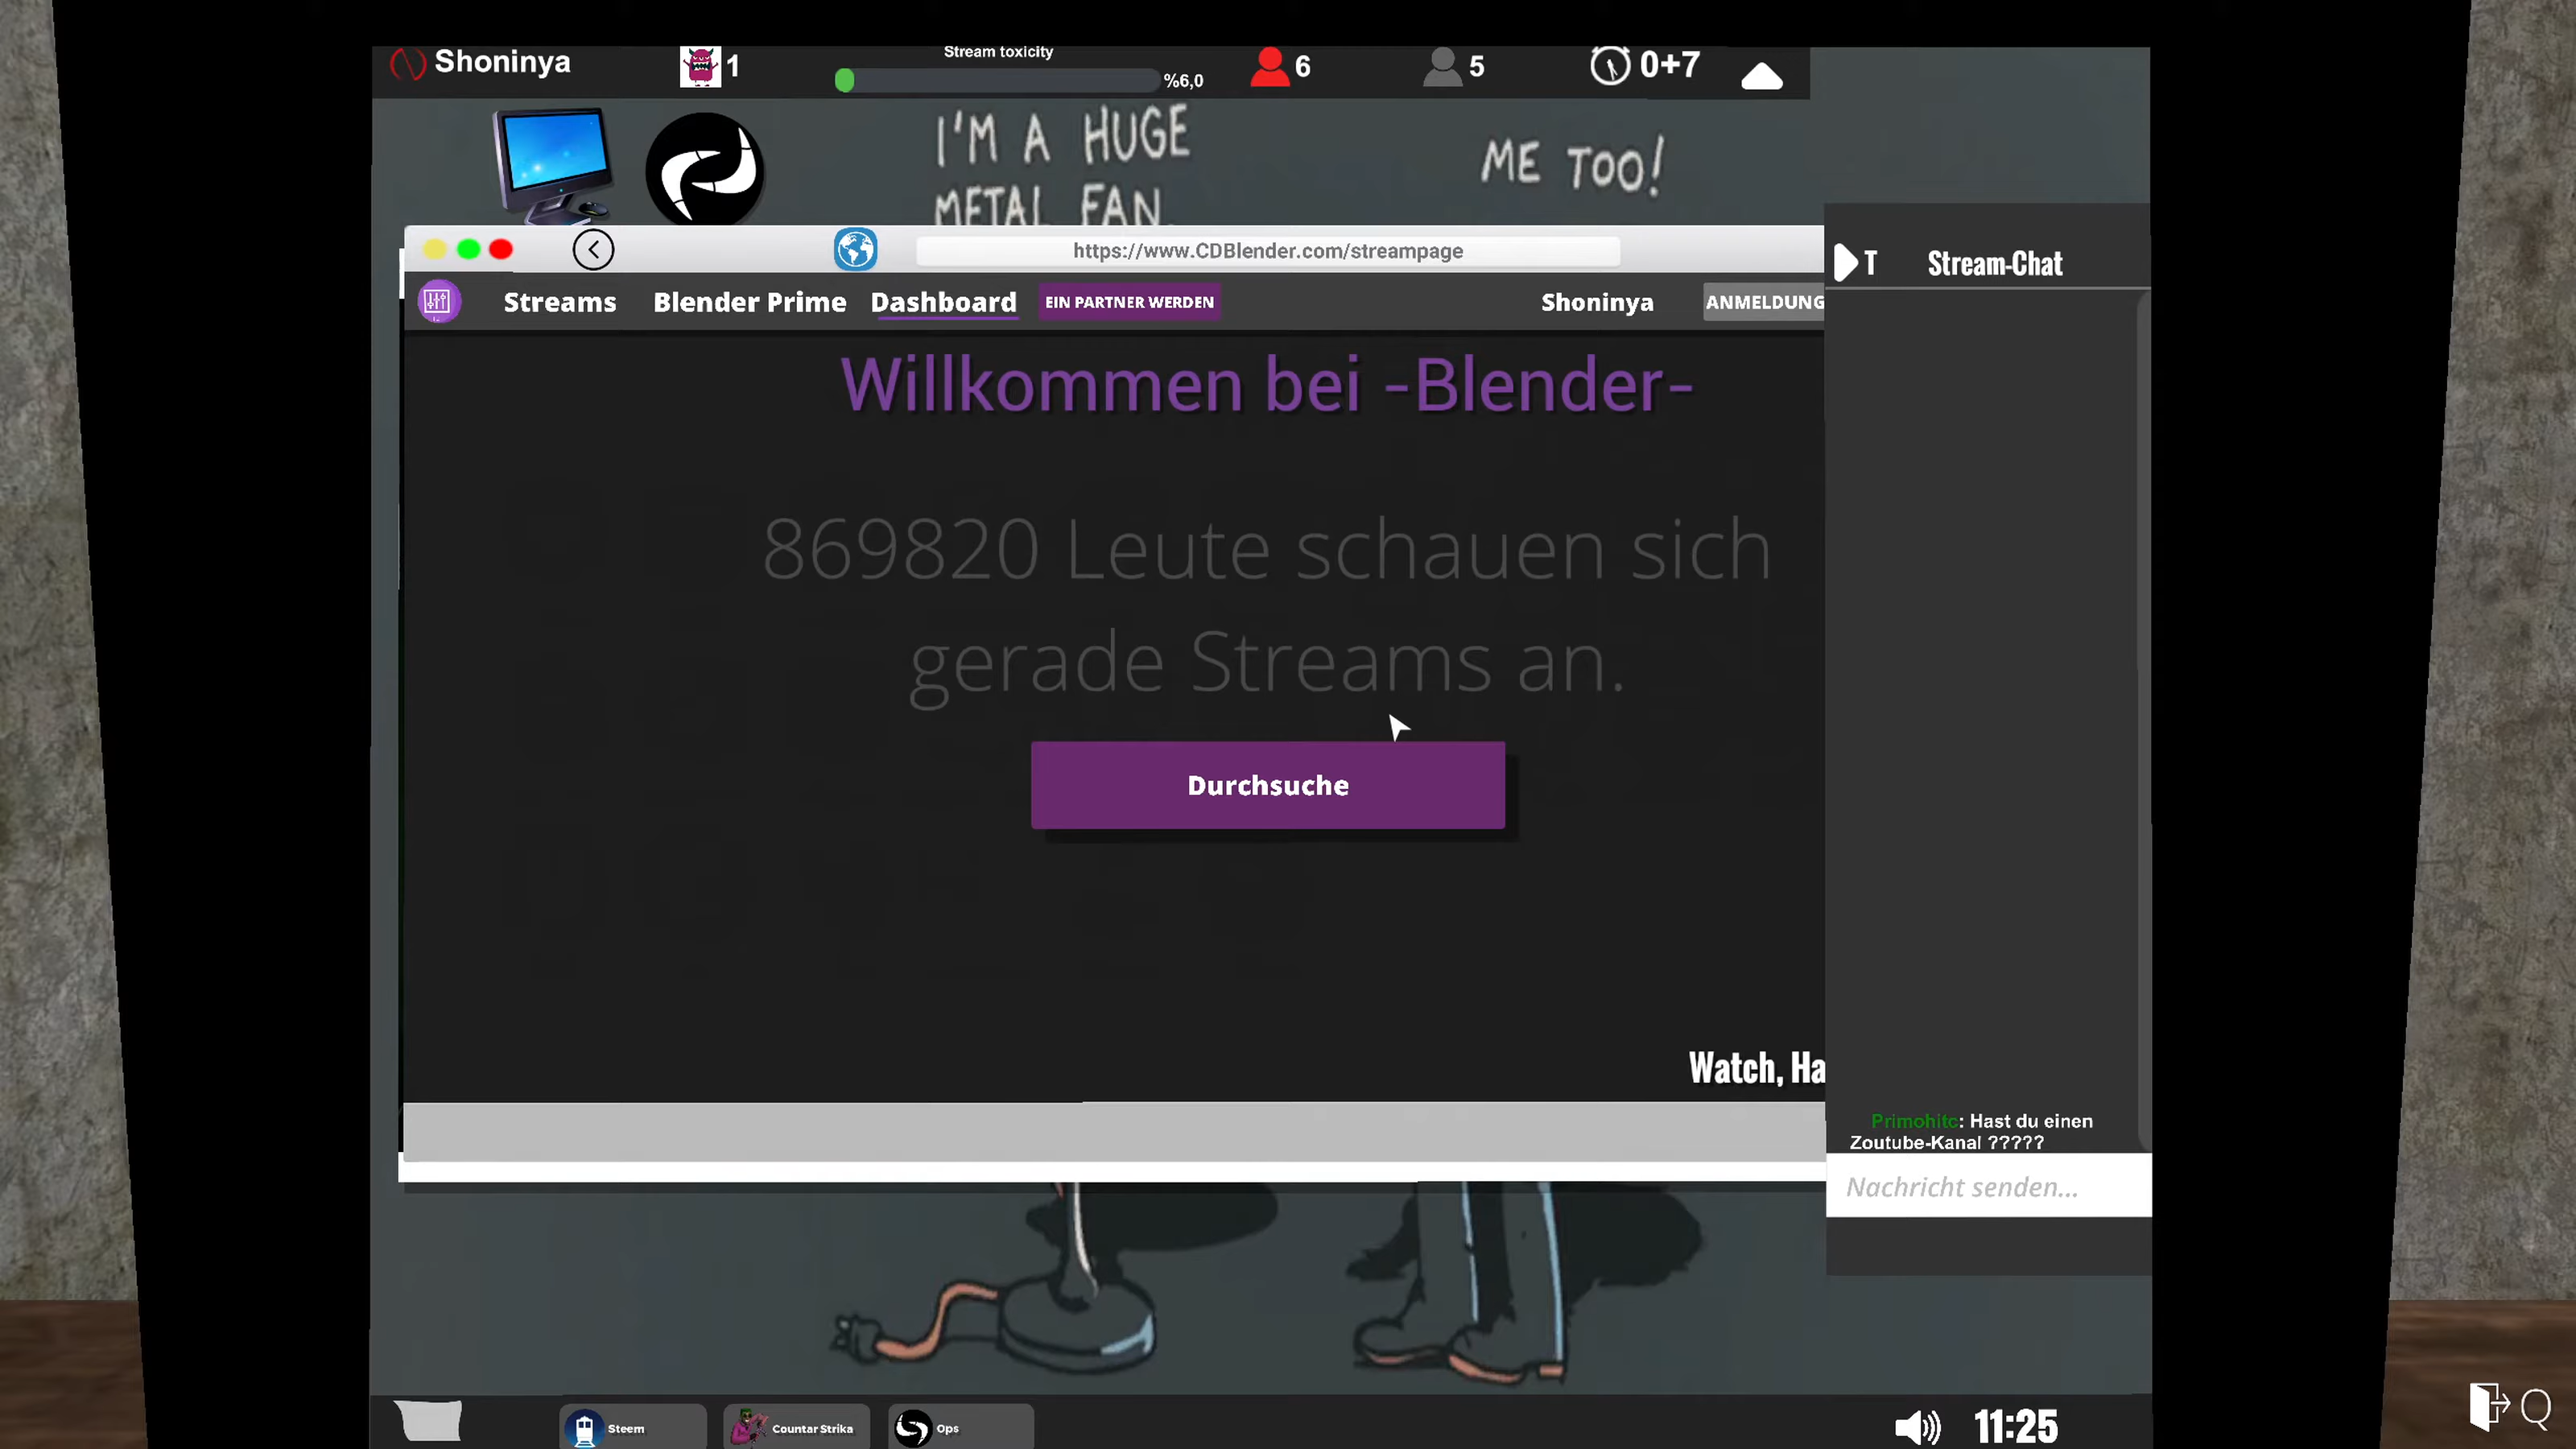 Shoninya
1
Stream toxicity
%6,0
6
5
0+7
I'M A HUGE
METAL FAN.
ME TOO!
https://www.CDBlender.com/streampage
T
Stream-Chat
Streams
Blender Prime
Dashboard
EIN PARTNER WERDEN
Shoninya
ANMELDUNG
Willkommen bei -Blender-
869820 Leute schauen sich
gerade Streams an.
Durchsuche
Watch, Ha
Primohitc: Hast du einen
Zoutube-Kanal ?????
Nachricht senden...
Steem
Countar Strika
Ops
11:25
Q